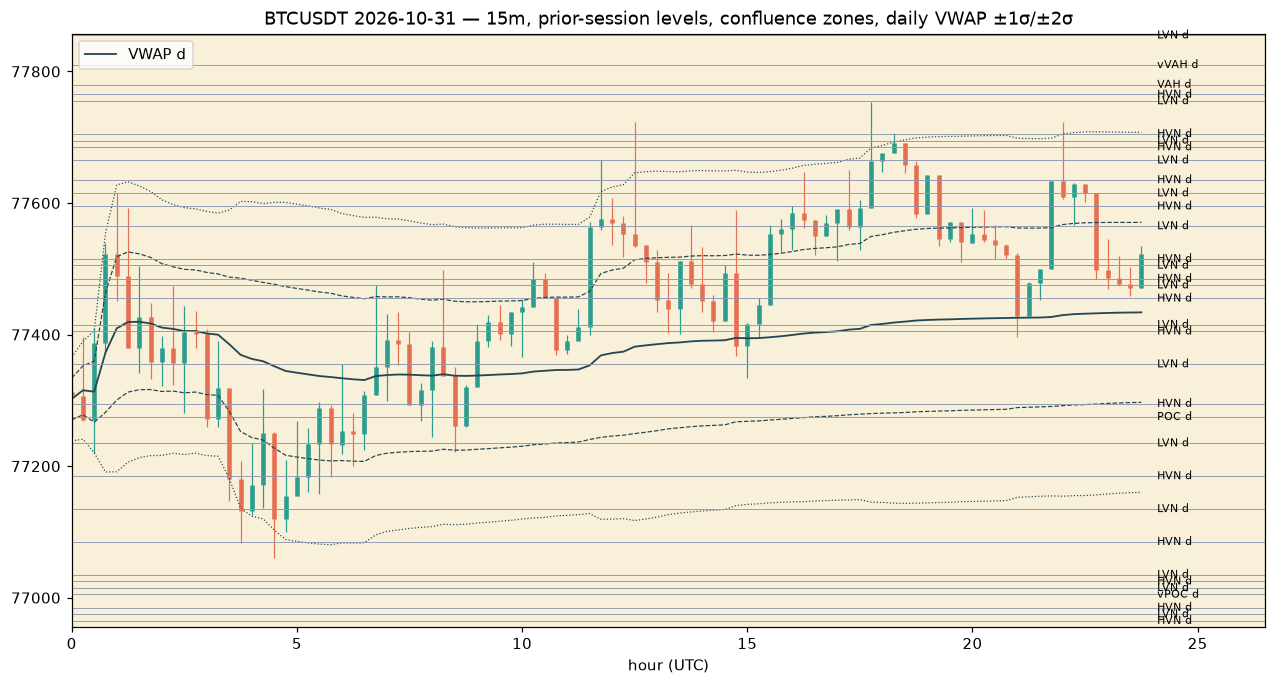 BTCUSDT 2026-10-31 — 15m, prior-session levels, confluence zones, daily VWAP ±1σ/±2σ
VWAP d
77800
77600
77400
77200
77000
LVN d
vVAH d
VAH d
HVN d
LVN d
HVN d
LVN d
HVN d
LVN d
HVN d
LVN d
HVN d
LVN d
HVN d
LVN d
HVN d
LVN d
HVN d
LVN d
HVN d
LVN d
HVN d
POC d
LVN d
HVN d
LVN d
HVN d
LVN d
HVN d
LVN d
vPOC d
HVN d
LVN d
HVN d
0
5
10
15
20
25
hour (UTC)